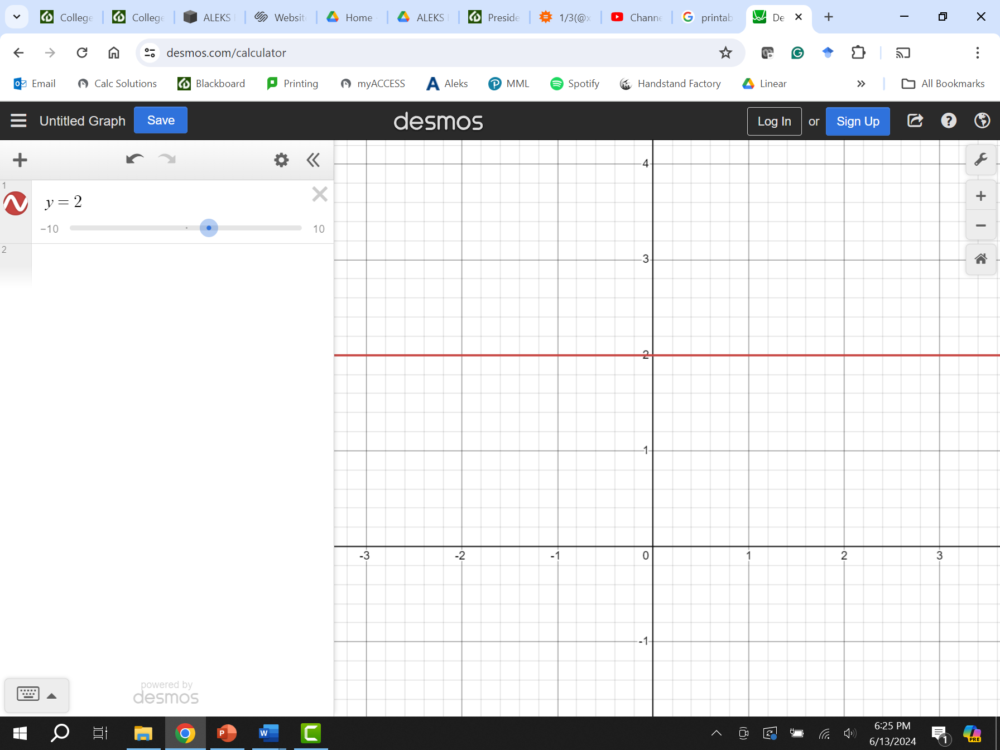 College
College
ALEKS
Website
Home
ALEKS
Preside
1/3(@x
Channe
printab
De
desmos.com/calculator
Email
Calc Solutions
Blackboard
Printing
myACCESS
Aleks
MML
Spotify
Handstand Factory
Linear
»
All Bookmarks
Untitled Graph
Save
desmos
Log In
or
Sign Up
1
y = 2
−10
10
2
4
3
2
1
-3
-2
-1
0
1
2
3
-1
powered by
desmos
6:25 PM
6/13/2024
1
PRE